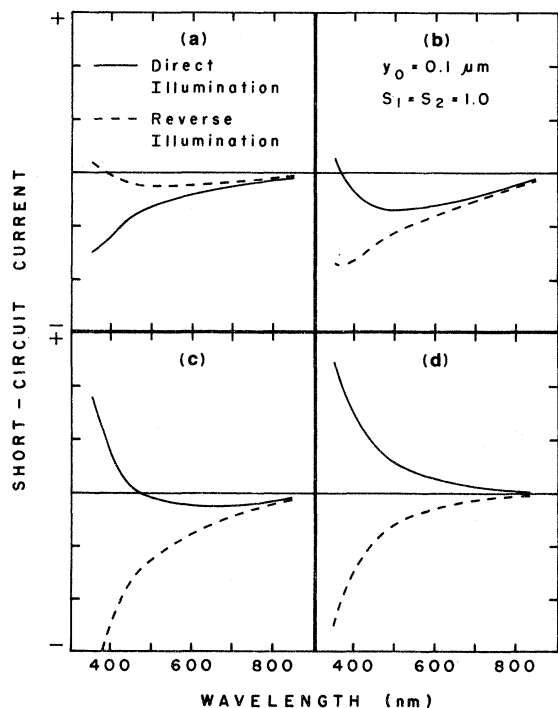 +
(a)
Direct
Illumination
Reverse
Illumination
(b)
y₀ = 0.1 μm
S₁ = S₂ = 1.0
−
+
(c)
(d)
−
SHORT-CIRCUIT CURRENT
400 600 800 400 600 800
WAVELENGTH (nm)